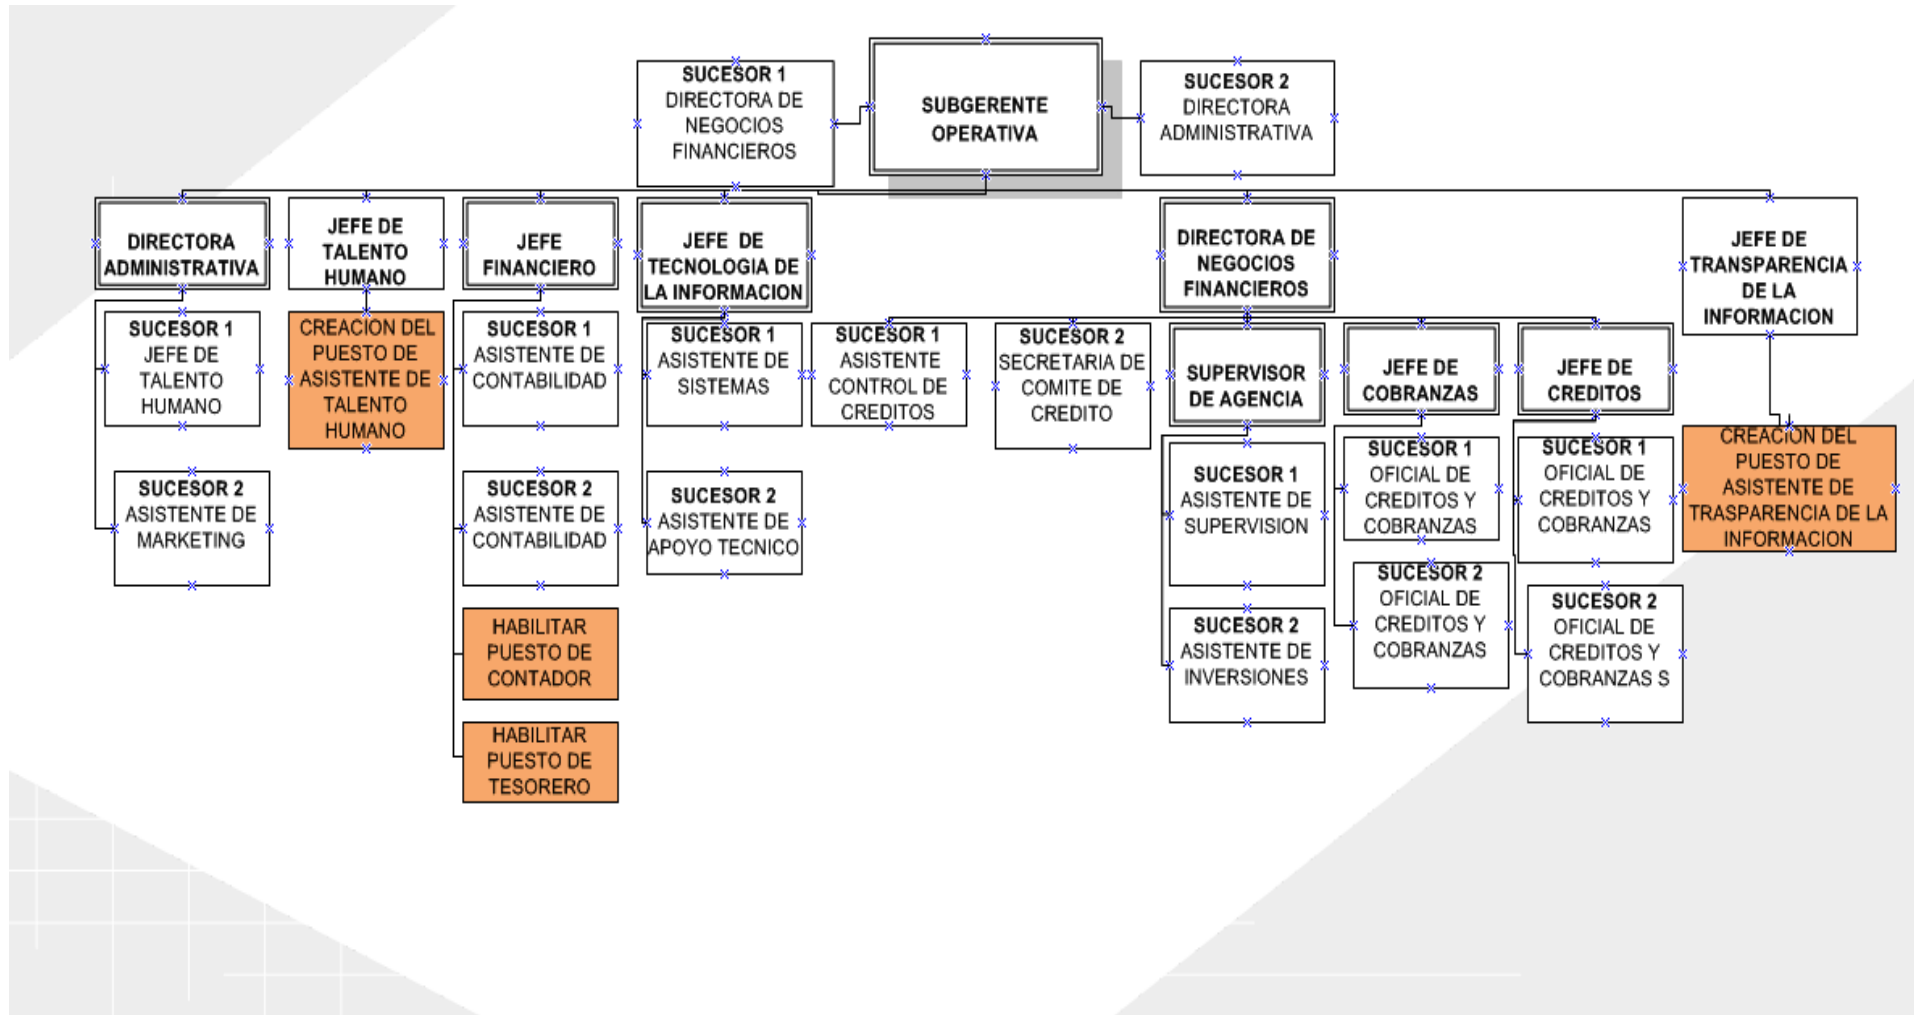 SUCESOR 1
DIRECTORA DE
NEGOCIOS
FINANCIEROS
SUBGERENTE
OPERATIVA
SUCESOR 2
DIRECTORA
ADMINISTRATIVA
DIRECTORA
ADMINISTRATIVA
JEFE DE
TALENTO
HUMANO
JEFE
FINANCIERO
JEFE DE
TECNOLOGIA DE
LA INFORMACION
DIRECTORA DE
NEGOCIOS
FINANCIEROS
JEFE DE
TRANSPARENCIA
DE LA
INFORMACION
SUCESOR 1
JEFE DE
TALENTO
HUMANO
CREACION DEL
PUESTO DE
ASISTENTE DE
TALENTO
HUMANO
SUCESOR 1
ASISTENTE DE
CONTABILIDAD
SUCESOR 1
ASISTENTE DE
SISTEMAS
SUCESOR 1
ASISTENTE
CONTROL DE
CREDITOS
SUCESOR 2
SECRETARIA DE
COMITE DE
CREDITO
SUPERVISOR
DE AGENCIA
JEFE DE
COBRANZAS
JEFE DE
CREDITOS
SUCESOR 2
ASISTENTE DE
MARKETING
SUCESOR 2
ASISTENTE DE
CONTABILIDAD
SUCESOR 2
ASISTENTE DE
APOYO TECNICO
SUCESOR 1
ASISTENTE DE
SUPERVISION
SUCESOR 1
OFICIAL DE
CREDITOS Y
COBRANZAS
SUCESOR 1
OFICIAL DE
CREDITOS Y
COBRANZAS
CREACION DEL
PUESTO DE
ASISTENTE DE
TRASPARENCIA DE LA
INFORMACION
HABILITAR
PUESTO DE
CONTADOR
SUCESOR 2
ASISTENTE DE
INVERSIONES
SUCESOR 2
OFICIAL DE
CREDITOS Y
COBRANZAS
SUCESOR 2
OFICIAL DE
CREDITOS Y
COBRANZAS S
HABILITAR
PUESTO DE
TESORERO